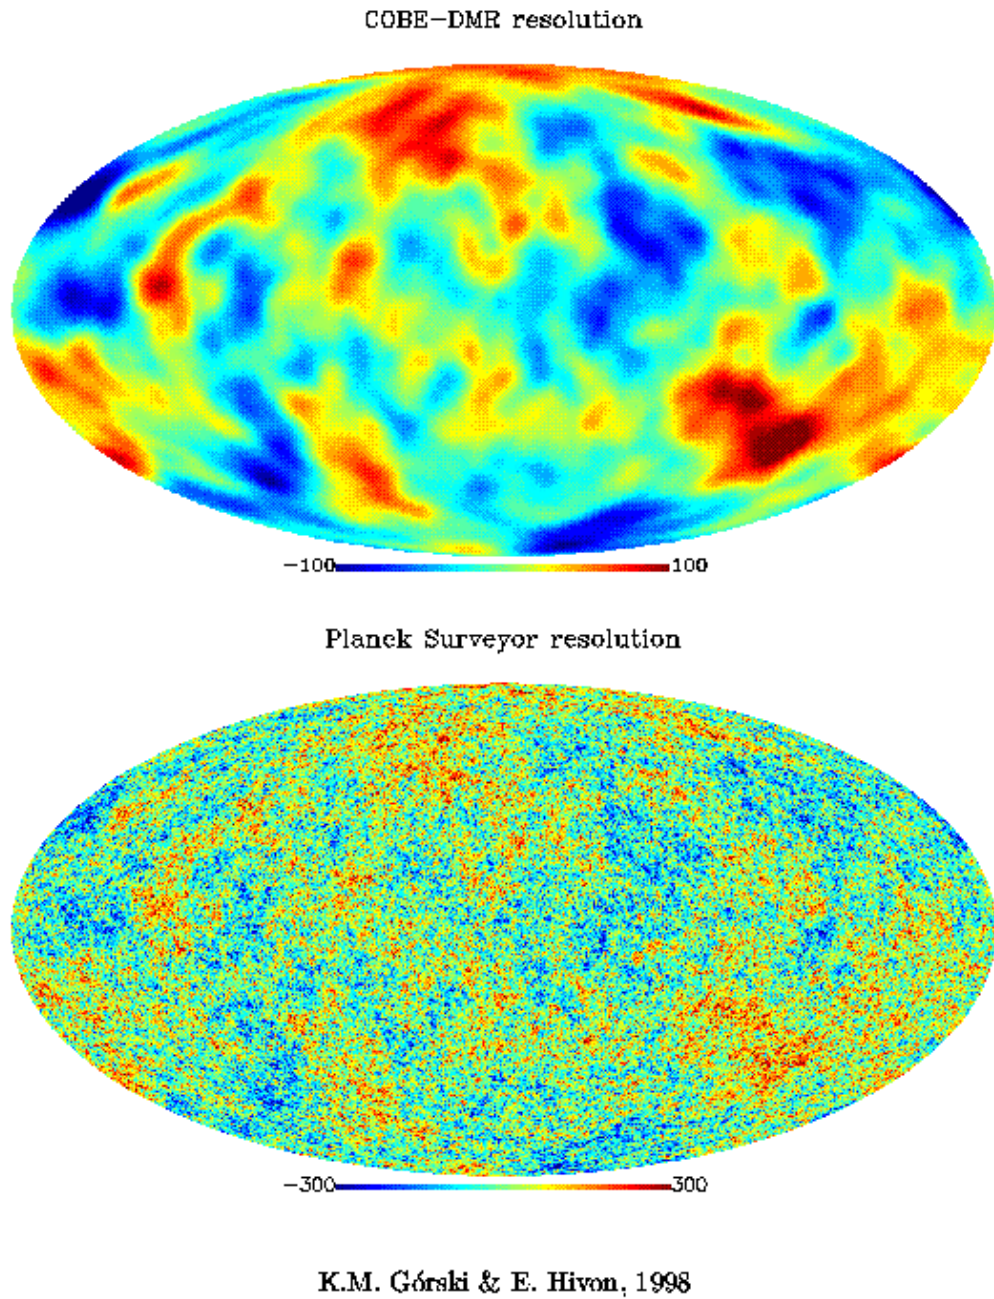 COBE−DMR resolution
−100 100
Planck Surveyor resolution
−300 300
K.M. Górski & E. Hivon, 1998